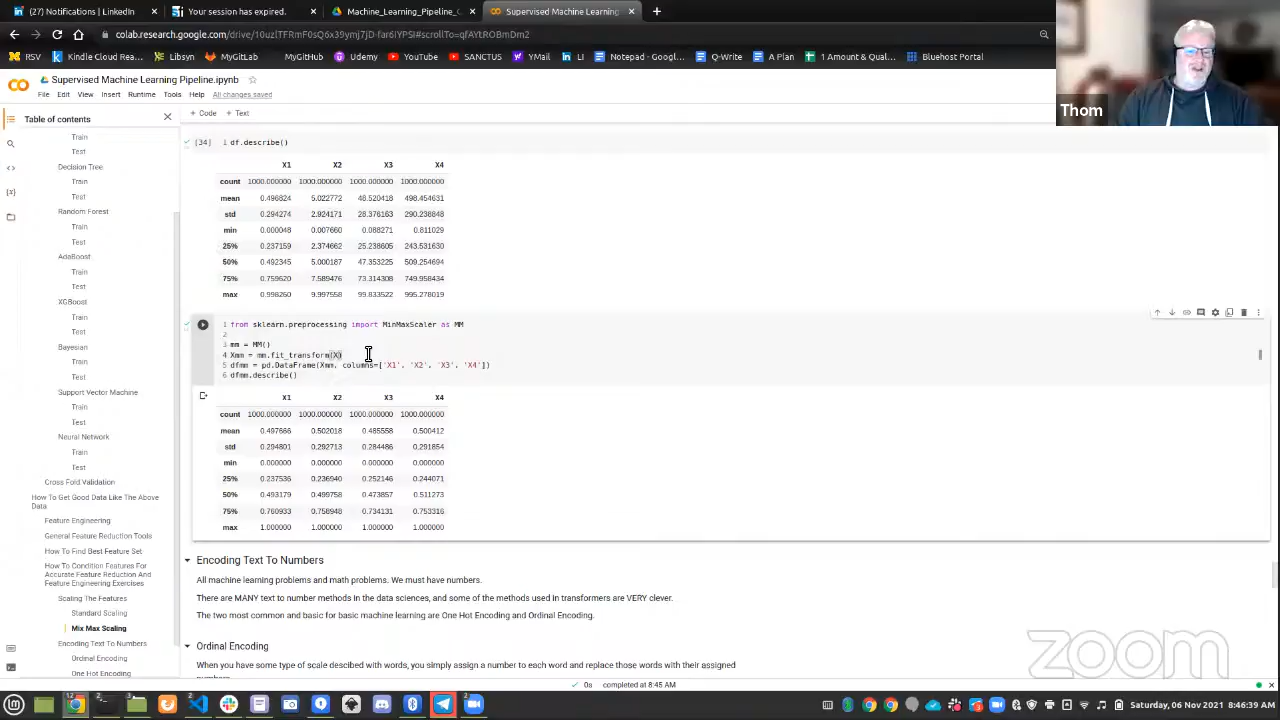 (27) Notifications | LinkedIn
Your session has expired.
Machine_Learning_Pipeline_C
Supervised Machine Learning
colab.research.google.com/drive/10uzlTFRmF0sQ6x39ymj7jD-far6iYPSI#scrollTo=qfAYtROBmDm2
RSV
Kindle Cloud Rea...
Libsyn
MyGitLab
MyGitHub
Udemy
YouTube
SANCTUS
YMail
LI
Notepad - Googl...
Q-Write
A Plan
1 Amount & Qual...
Bluehost Portal
Thom
Supervised Machine Learning Pipeline.ipynb
File Edit View Insert Runtime Tools Help All changes saved
Table of contents
+ Code + Text
Train
Test
Decision Tree
Train
Test
Random Forest
Train
Test
AdaBoost
Train
Test
XGBoost
Train
Test
Bayesian
Train
Test
Support Vector Machine
Train
Test
Neural Network
Train
Test
Cross Fold Validation
How To Get Good Data Like The Above
Data
Feature Engineering
General Feature Reduction Tools
How To Find Best Feature Set
How To Condition Features For
Accurate Feature Reduction And
Feature Engineering Exercises
Scaling The Features
Standard Scaling
Mix Max Scaling
Encoding Text To Numbers
Ordinal Encoding
One Hot Encoding
[34] 1 df.describe()
X1 X2 X3 X4
count 1000.000000 1000.000000 1000.000000 1000.000000
mean 0.496824 5.022772 48.520418 498.454631
std 0.294274 2.924171 28.376163 290.238848
min 0.000048 0.007660 0.088271 0.811029
25% 0.237159 2.374662 25.238605 243.531630
50% 0.492345 5.000187 47.353225 509.254694
75% 0.759620 7.589476 73.314308 749.958434
max 0.998260 9.997558 99.833522 995.278019
1 from sklearn.preprocessing import MinMaxScaler as MM
2
3 mm = MM()
4 Xmm = mm.fit_transform(X)
5 dfmm = pd.DataFrame(Xmm, columns=['X1', 'X2', 'X3', 'X4'])
6 dfmm.describe()
X1 X2 X3 X4
count 1000.000000 1000.000000 1000.000000 1000.000000
mean 0.497666 0.502018 0.485558 0.500412
std 0.294801 0.292713 0.284486 0.291854
min 0.000000 0.000000 0.000000 0.000000
25% 0.237536 0.236940 0.252146 0.244071
50% 0.493179 0.499758 0.473857 0.511273
75% 0.760933 0.758948 0.734131 0.753316
max 1.000000 1.000000 1.000000 1.000000
Encoding Text To Numbers
All machine learning problems and math problems. We must have numbers.
There are MANY text to number methods in the data sciences, and some of the methods used in transformers are VERY clever.
The two most common and basic for basic machine learning are One Hot Encoding and Ordinal Encoding.
Ordinal Encoding
When you have some type of scale descibed with words, you simply assign a number to each word and replace those words with their assigned
numbers.
zoom
0s completed at 8:45 AM
Saturday, 06 Nov 2021 8:46:39 AM